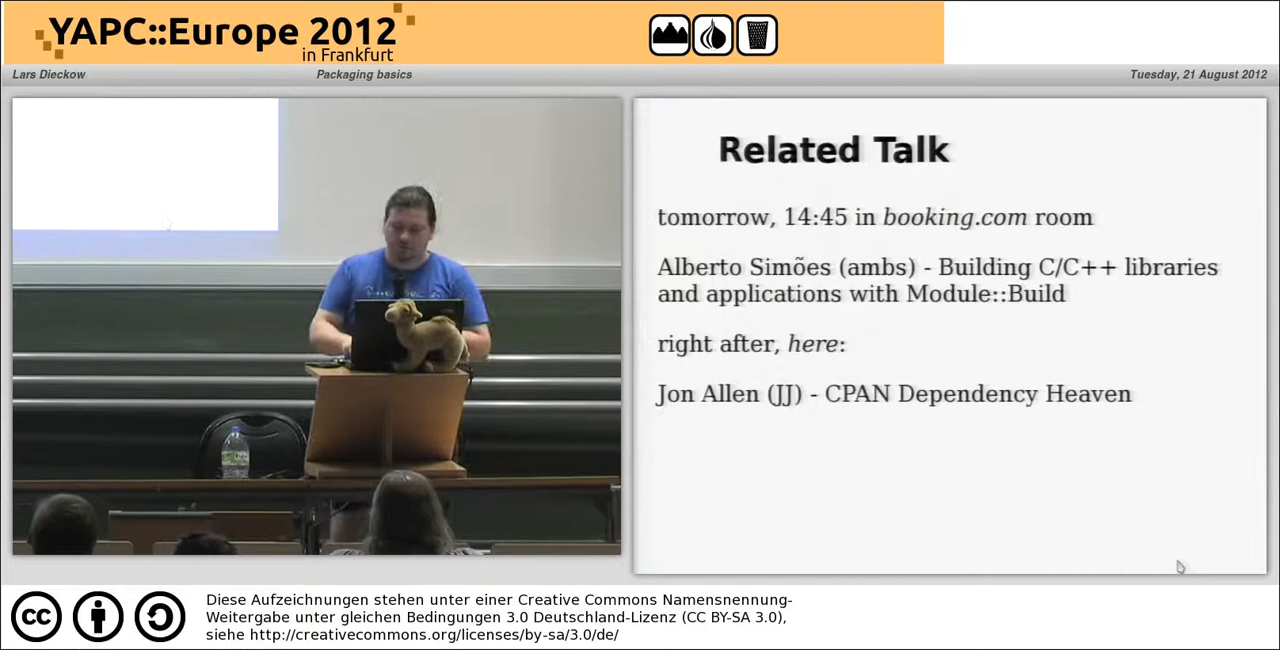 YAPC::Europe 2012
in Frankfurt
Lars Dieckow
Packaging basics
Tuesday, 21 August 2012
Related Talk
tomorrow, 14:45 in booking.com room
Alberto Simões (ambs) - Building C/C++ libraries
and applications with Module::Build
right after, here:
Jon Allen (JJ) - CPAN Dependency Heaven
cc
Diese Aufzeichnungen stehen unter einer Creative Commons Namensnennung-
Weitergabe unter gleichen Bedingungen 3.0 Deutschland-Lizenz (CC BY-SA 3.0),
siehe http://creativecommons.org/licenses/by-sa/3.0/de/